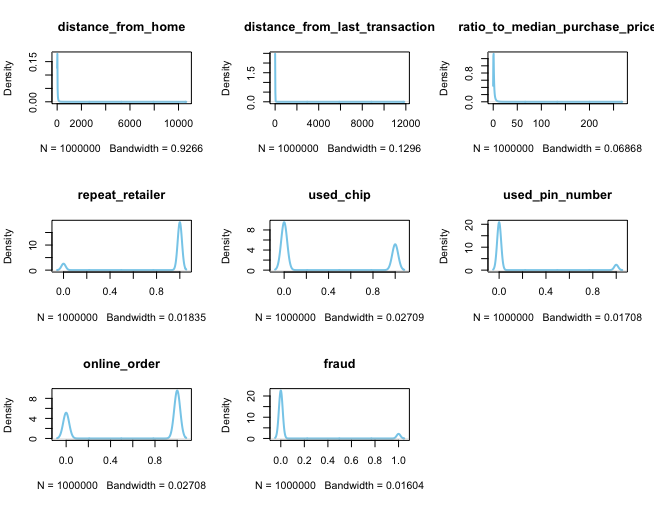 distance_from_home
Density
0.00 0.15
0 2000 6000 10000
N = 1000000 Bandwidth = 0.9266
distance_from_last_transaction
Density
0.0 1.5
0 4000 8000 12000
N = 1000000 Bandwidth = 0.1296
ratio_to_median_purchase_price
Density
0.0 0.8
0 50 100 200
N = 1000000 Bandwidth = 0.06868
repeat_retailer
Density
0 10
0.0 0.4 0.8
N = 1000000 Bandwidth = 0.01835
used_chip
Density
0 4 8
0.0 0.4 0.8
N = 1000000 Bandwidth = 0.02709
used_pin_number
Density
0 10 20
0.0 0.4 0.8
N = 1000000 Bandwidth = 0.01708
online_order
Density
0 4 8
0.0 0.4 0.8
N = 1000000 Bandwidth = 0.02708
fraud
Density
0 10 20
0.0 0.2 0.4 0.6 0.8 1.0
N = 1000000 Bandwidth = 0.01604